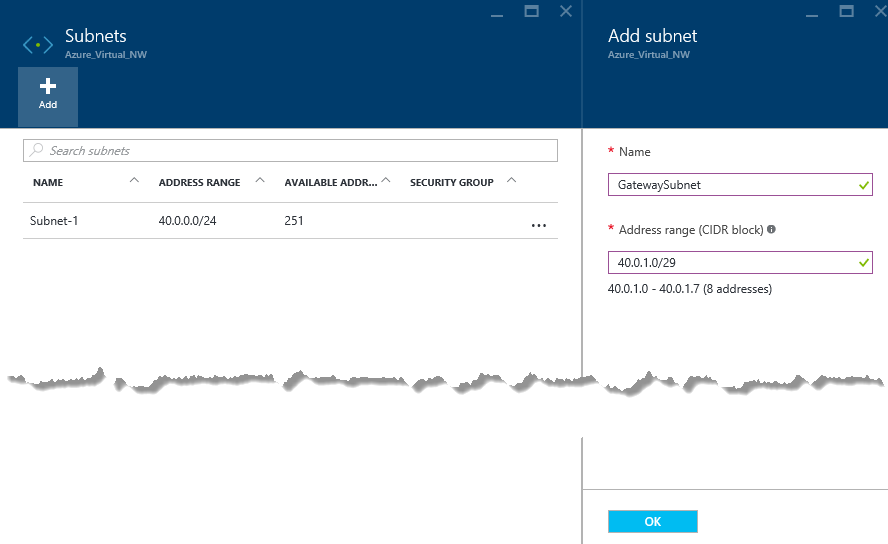 Subnets
Azure_Virtual_NW
Add
Search subnets
NAME ADDRESS RANGE AVAILABLE ADDR... SECURITY GROUP
Subnet-1 40.0.0.0/24 251 ...
Add subnet
Azure_Virtual_NW
* Name
GatewaySubnet
* Address range (CIDR block)
40.0.1.0/29
40.0.1.0 - 40.0.1.7 (8 addresses)
OK